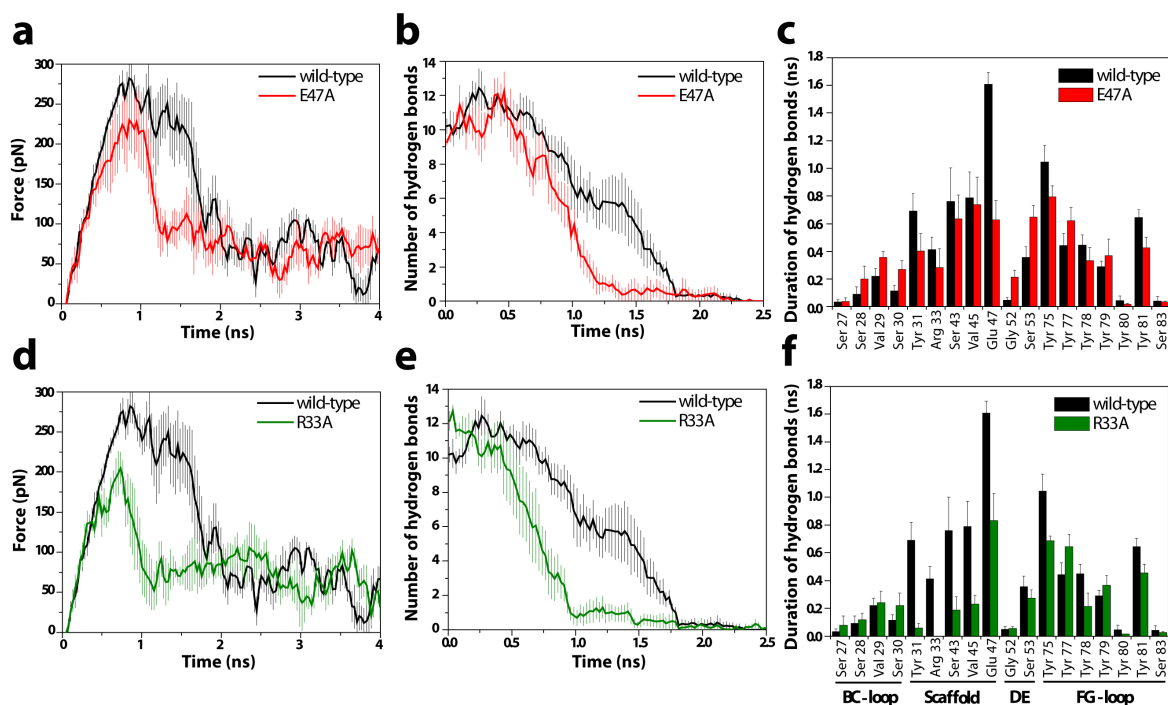 a
300
250
200
150
100
50
0
Force (pN)
0
1
2
3
4
Time (ns)
wild-type
E47A
b
14
12
10
8
6
4
2
0
Number of hydrogen bonds
0.0
0.5
1.0
1.5
2.0
2.5
Time (ns)
wild-type
E47A
c
1.8
1.6
1.4
1.2
1.0
0.8
0.6
0.4
0.2
0.0
Duration of hydrogen bonds (ns)
wild-type
E47A
Ser 27
Ser 28
Val 29
Ser 30
Tyr 31
Arg 33
Ser 43
Val 45
Glu 47
Gly 52
Ser 53
Tyr 75
Tyr 77
Tyr 78
Tyr 79
Tyr 80
Tyr 81
Ser 83
d
300
250
200
150
100
50
0
Force (pN)
0
1
2
3
4
Time (ns)
wild-type
R33A
e
14
12
10
8
6
4
2
0
Number of hydrogen bonds
0.0
0.5
1.0
1.5
2.0
2.5
Time (ns)
wild-type
R33A
f
1.8
1.6
1.4
1.2
1.0
0.8
0.6
0.4
0.2
0.0
Duration of hydrogen bonds (ns)
wild-type
R33A
Ser 27
Ser 28
Val 29
Ser 30
Tyr 31
Arg 33
Ser 43
Val 45
Glu 47
Gly 52
Ser 53
Tyr 75
Tyr 77
Tyr 78
Tyr 79
Tyr 80
Tyr 81
Ser 83
BC-loop
Scaffold
DE
FG-loop